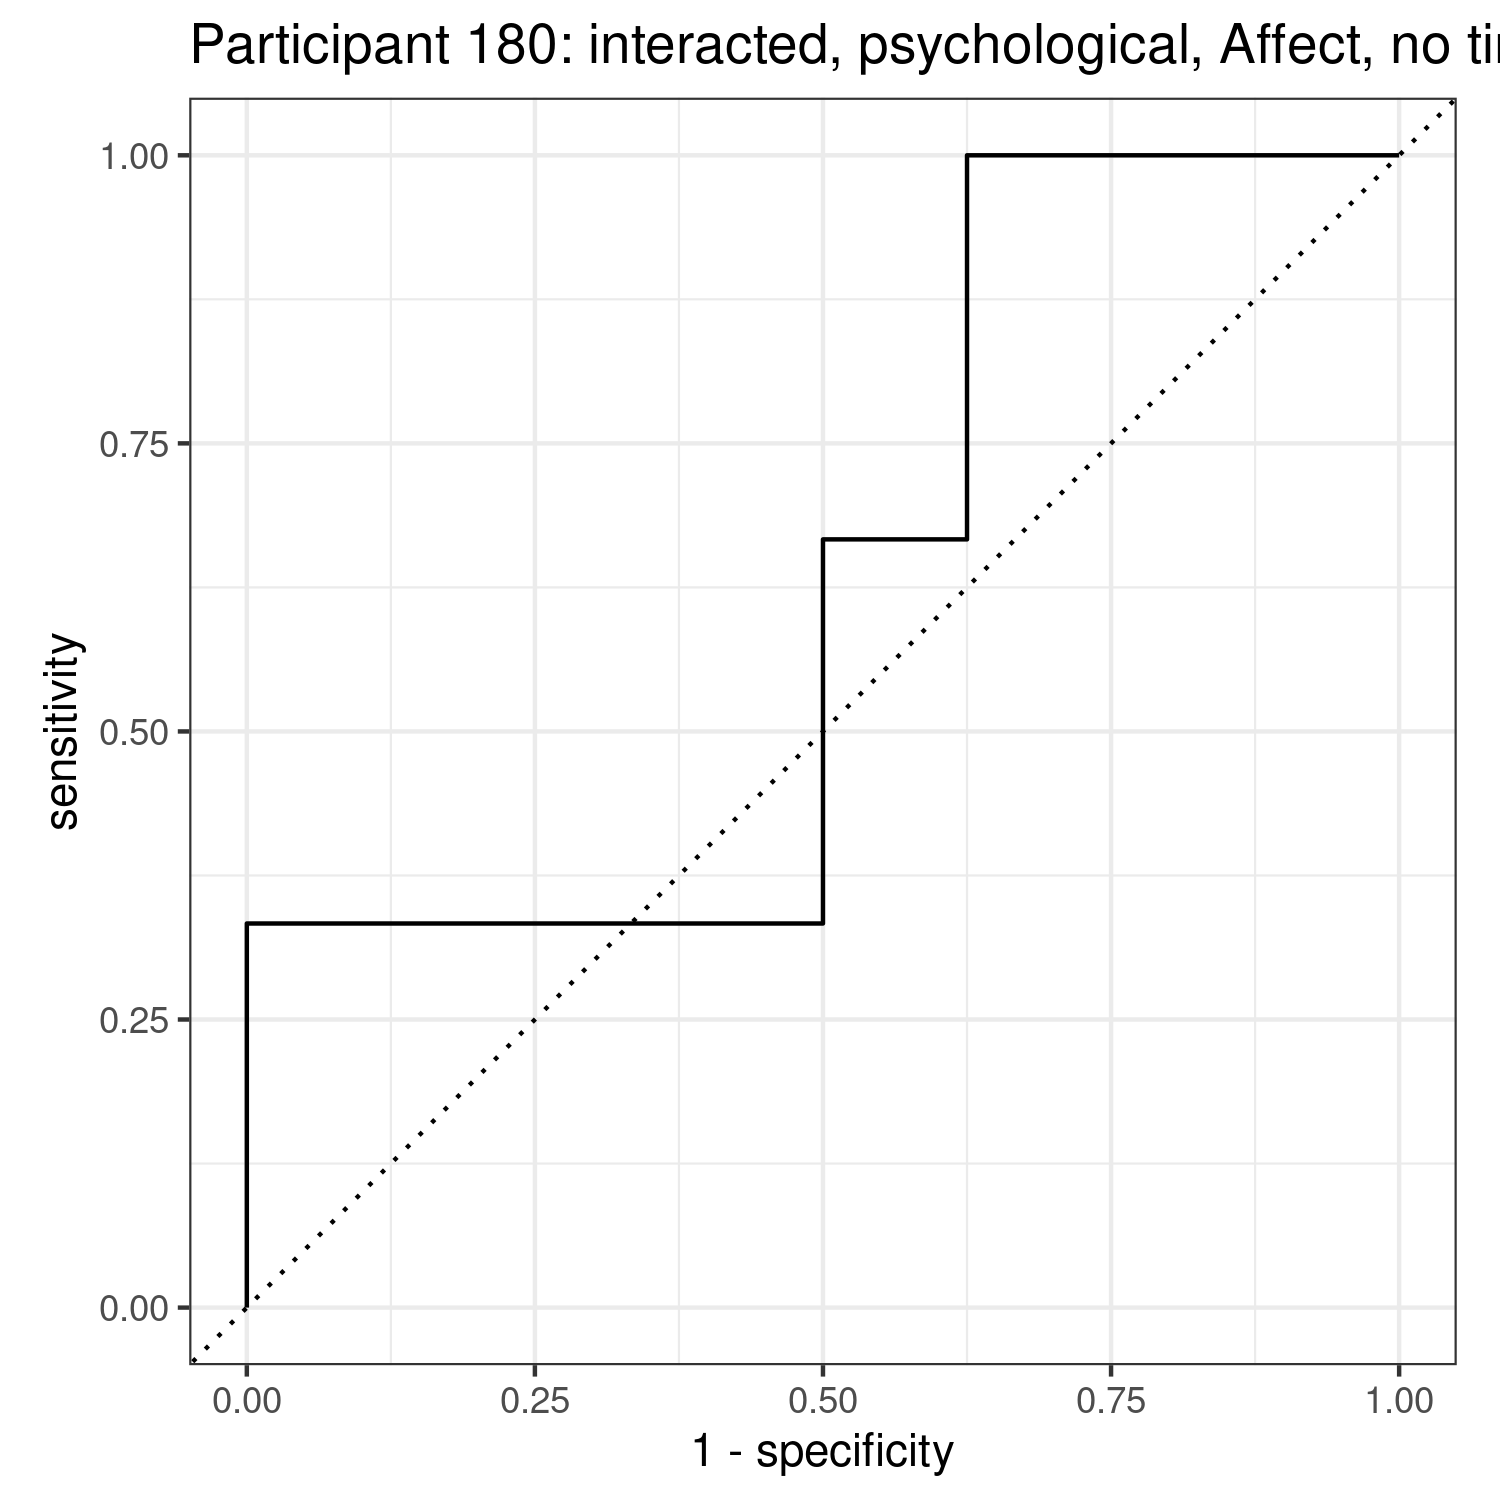 Participant 180: interacted, psychological, Affect, no
1.00
0.75
0.50
0.25
0.00
sensitivity
0.00 0.25 0.50 0.75 1.00
1 - specificity